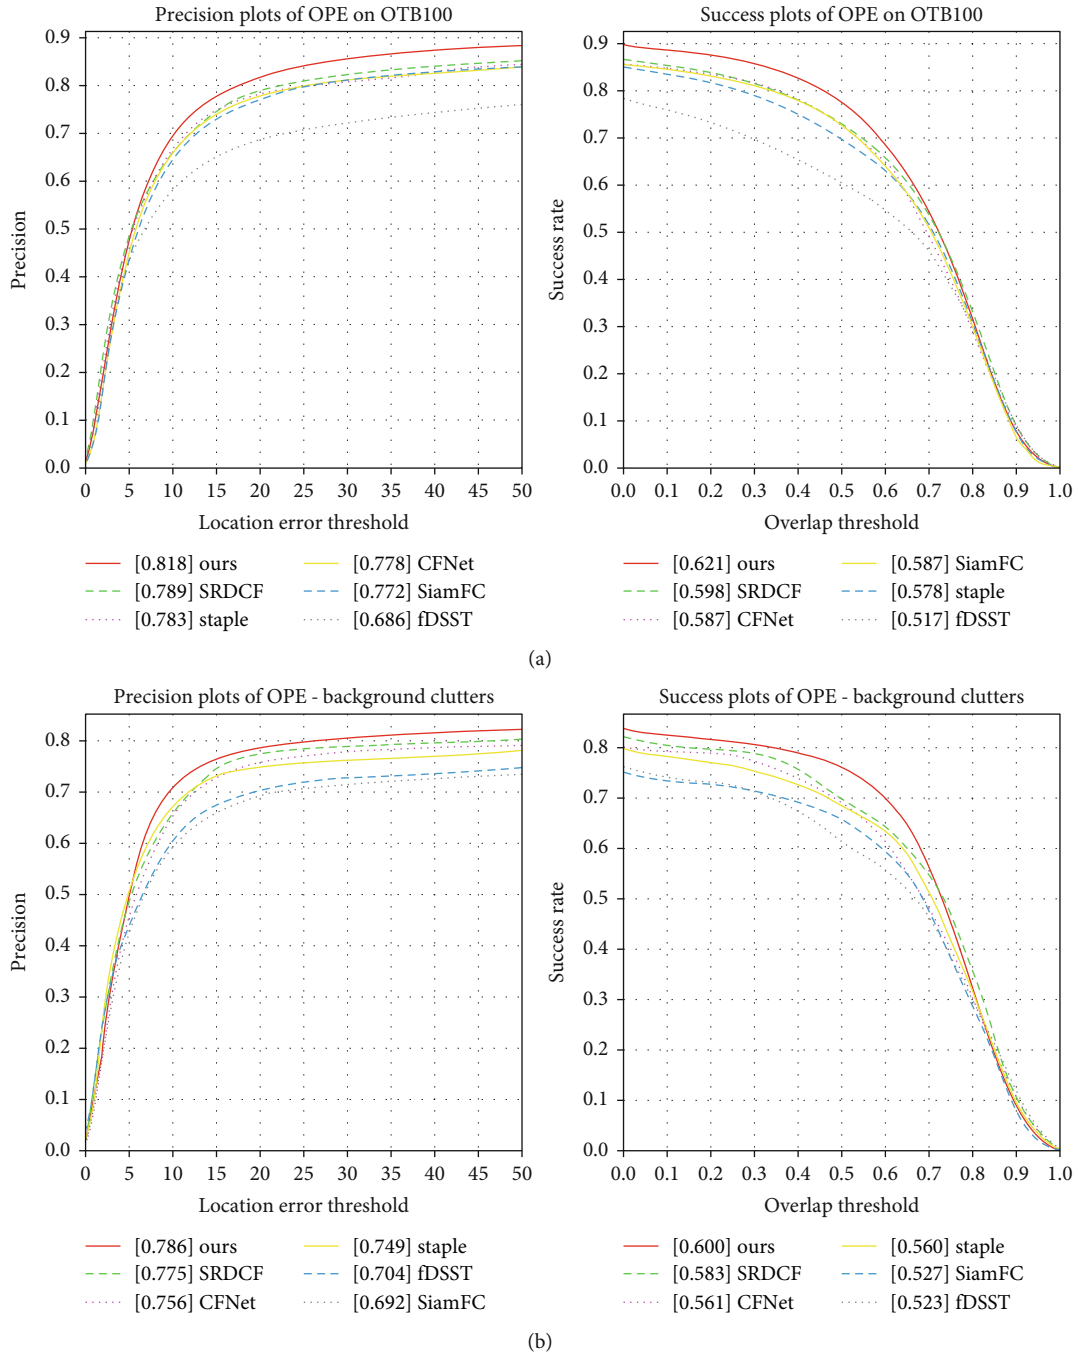 Precision plots of OPE on OTB100
0.9
0.8
0.7
0.6
0.5
0.4
0.3
0.2
0.1
0.0
Precision
0 5 10 15 20 25 30 35 40 45 50
Location error threshold
[0.818] ours
[0.789] SRDCF
[0.783] staple
[0.778] CFNet
[0.772] SiamFC
[0.686] fDSST
Success plots of OPE on OTB100
0.9
0.8
0.7
0.6
0.5
0.4
0.3
0.2
0.1
0.0
Success rate
0.0 0.1 0.2 0.3 0.4 0.5 0.6 0.7 0.8 0.9 1.0
Overlap threshold
[0.621] ours
[0.598] SRDCF
[0.587] CFNet
[0.587] SiamFC
[0.578] staple
[0.517] fDSST
(a)
Precision plots of OPE - background clutters
0.8
0.7
0.6
0.5
0.4
0.3
0.2
0.1
0.0
Precision
0 5 10 15 20 25 30 35 40 45 50
Location error threshold
[0.786] ours
[0.775] SRDCF
[0.756] CFNet
[0.749] staple
[0.704] fDSST
[0.692] SiamFC
Success plots of OPE - background clutters
0.8
0.7
0.6
0.5
0.4
0.3
0.2
0.1
0.0
Success rate
0.0 0.1 0.2 0.3 0.4 0.5 0.6 0.7 0.8 0.9 1.0
Overlap threshold
[0.600] ours
[0.583] SRDCF
[0.561] CFNet
[0.560] staple
[0.527] SiamFC
[0.523] fDSST
(b)